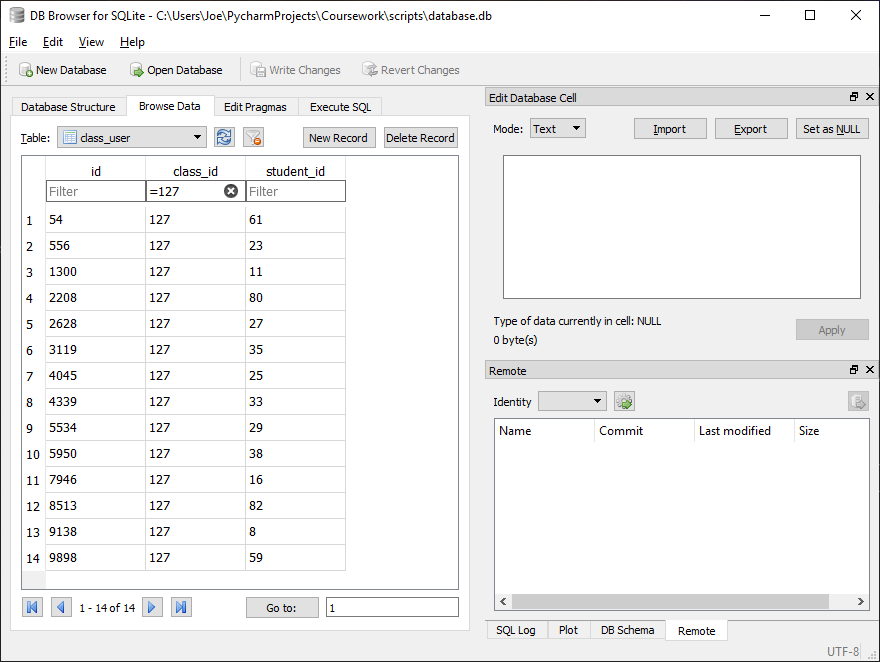 DB Browser for SQLite - C:\Users\Joe\PycharmProjects\Coursework\scripts\database.db
File Edit View Help
New Database Open Database Write Changes Revert Changes
Database Structure Browse Data Edit Pragmas Execute SQL
Table: class_user New Record Delete Record
id class_id student_id
Filter =127 Filter
1 54 127 61
2 556 127 23
3 1300 127 11
4 2208 127 80
5 2628 127 27
6 3119 127 35
7 4045 127 25
8 4339 127 33
9 5534 127 29
10 5950 127 38
11 7946 127 16
12 8513 127 82
13 9138 127 8
14 9898 127 59
1 - 14 of 14 Go to: 1
Edit Database Cell
Mode: Text Import Export Set as NULL
Type of data currently in cell: NULL
0 byte(s)
Apply
Remote
Identity
Name Commit Last modified Size
SQL Log Plot DB Schema Remote
UTF-8